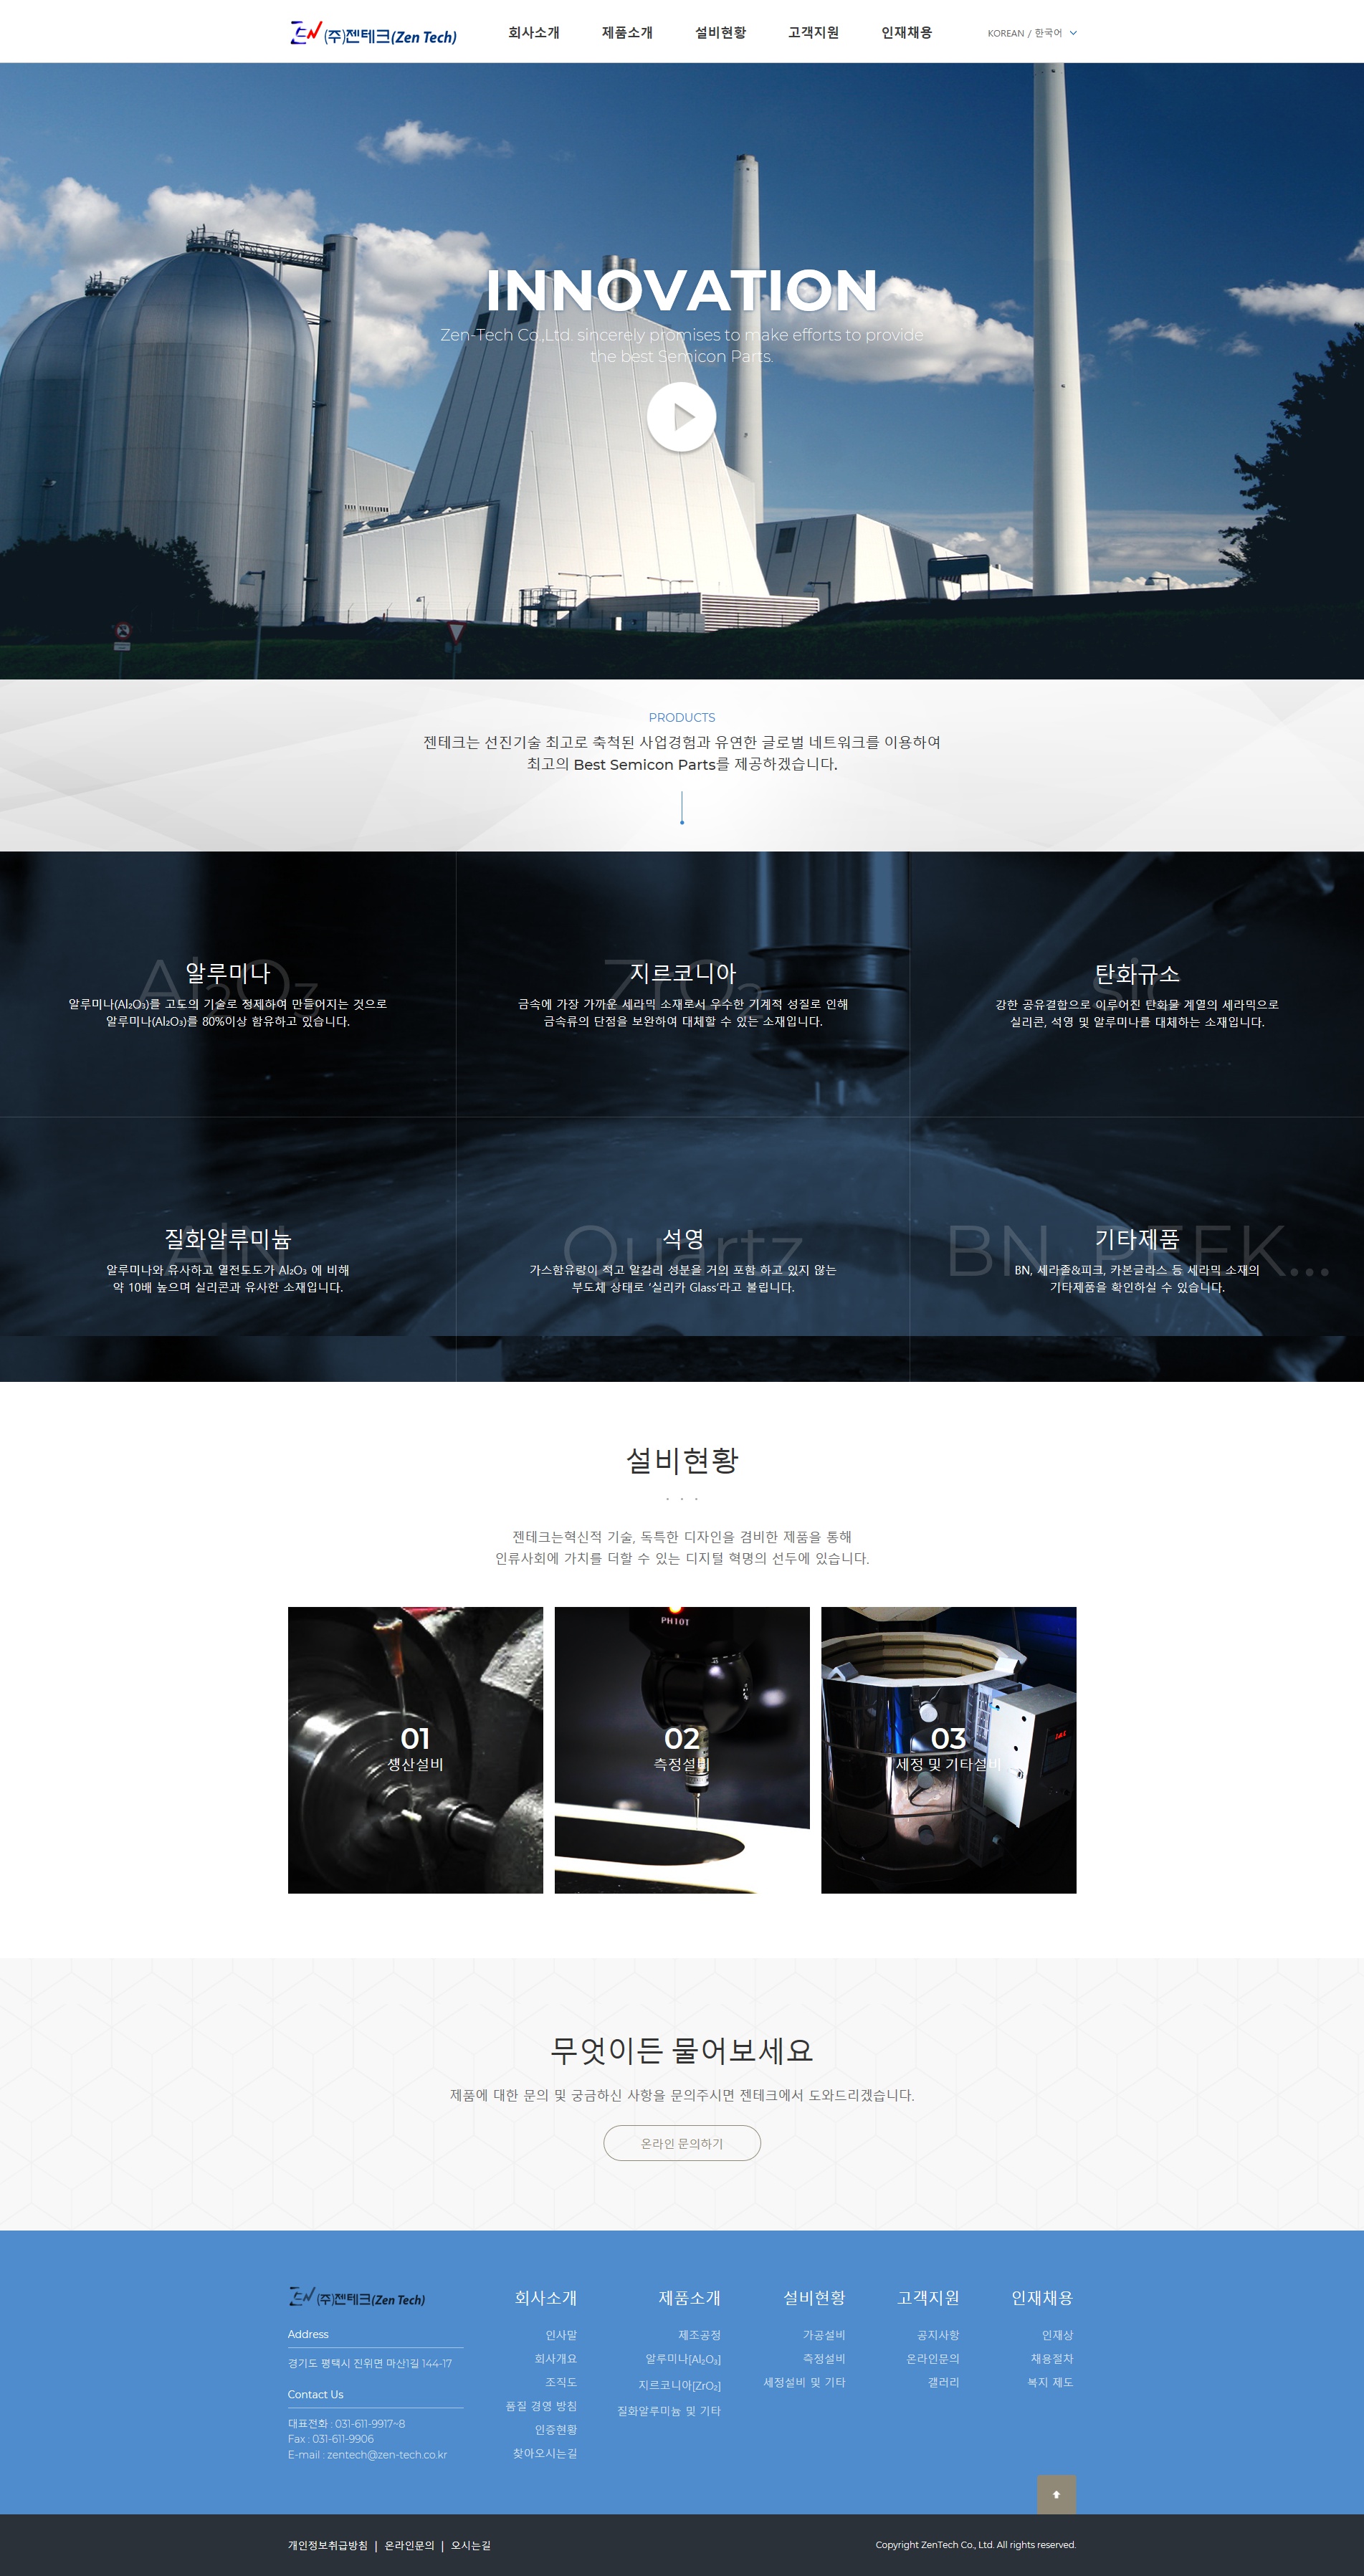 (주)젠테크(Zen Tech)
회사소개 제품소개 설비현황 고객지원 인재채용
KOREAN / 한국어
INNOVATION
Zen-Tech Co.,Ltd. sincerely promises to make efforts to provide
the best Semicon Parts.
PRODUCTS
젠테크는 선진기술 최고로 축척된 사업경험과 유연한 글로벌 네트워크를 이용하여
최고의 Best Semicon Parts를 제공하겠습니다.
Al₂O₃
알루미나
알루미나(Al₂O₃)를 고도의 기술로 정제하여 만들어지는 것으로
알루미나(Al₂O₃)를 80%이상 함유하고 있습니다.
지르코니아
금속에 가장 가까운 세라믹 소재로서 우수한 기계적 성질로 인해
금속류의 단점을 보완하여 대체할 수 있는 소재입니다.
탄화규소
강한 공유결합으로 이루어진 탄화물 계열의 세라믹으로
실리콘, 석영 및 알루미나를 대체하는 소재입니다.
AlN
질화알루미늄
알루미나와 유사하고 열전도도가 Al₂O₃ 에 비해
약 10배 높으며 실리콘과 유사한 소재입니다.
Quartz
석영
가스함유량이 적고 알칼리 성분을 거의 포함 하고 있지 않는
부도체 상태로 ‘실리카 Glass’라고 불립니다.
BN, PEEK...
기타제품
BN, 세라졸&피크, 카본글라스 등 세라믹 소재의
기타제품을 확인하실 수 있습니다.
설비현황
젠테크는혁신적 기술, 독특한 디자인을 겸비한 제품을 통해
인류사회에 가치를 더할 수 있는 디지털 혁명의 선두에 있습니다.
01
생산설비
PH10T
02
측정설비
03
세정 및 기타설비
무엇이든 물어보세요
제품에 대한 문의 및 궁금하신 사항을 문의주시면 젠테크에서 도와드리겠습니다.
온라인 문의하기
(주)젠테크(Zen Tech)
Address
경기도 평택시 진위면 마산1길 144-17
Contact Us
대표전화 : 031-611-9917~8
Fax : 031-611-9906
E-mail : zentech@zen-tech.co.kr
회사소개
인사말
회사개요
조직도
품질 경영 방침
인증현황
찾아오시는길
제품소개
제조공정
알루미나[Al₂O₃]
지르코니아[ZrO₂]
질화알루미늄 및 기타
설비현황
가공설비
측정설비
세정설비 및 기타
고객지원
공지사항
온라인문의
갤러리
인재채용
인재상
채용절차
복지 제도
개인정보취급방침 | 온라인문의 | 오시는길
Copyright ZenTech Co., Ltd. All rights reserved.